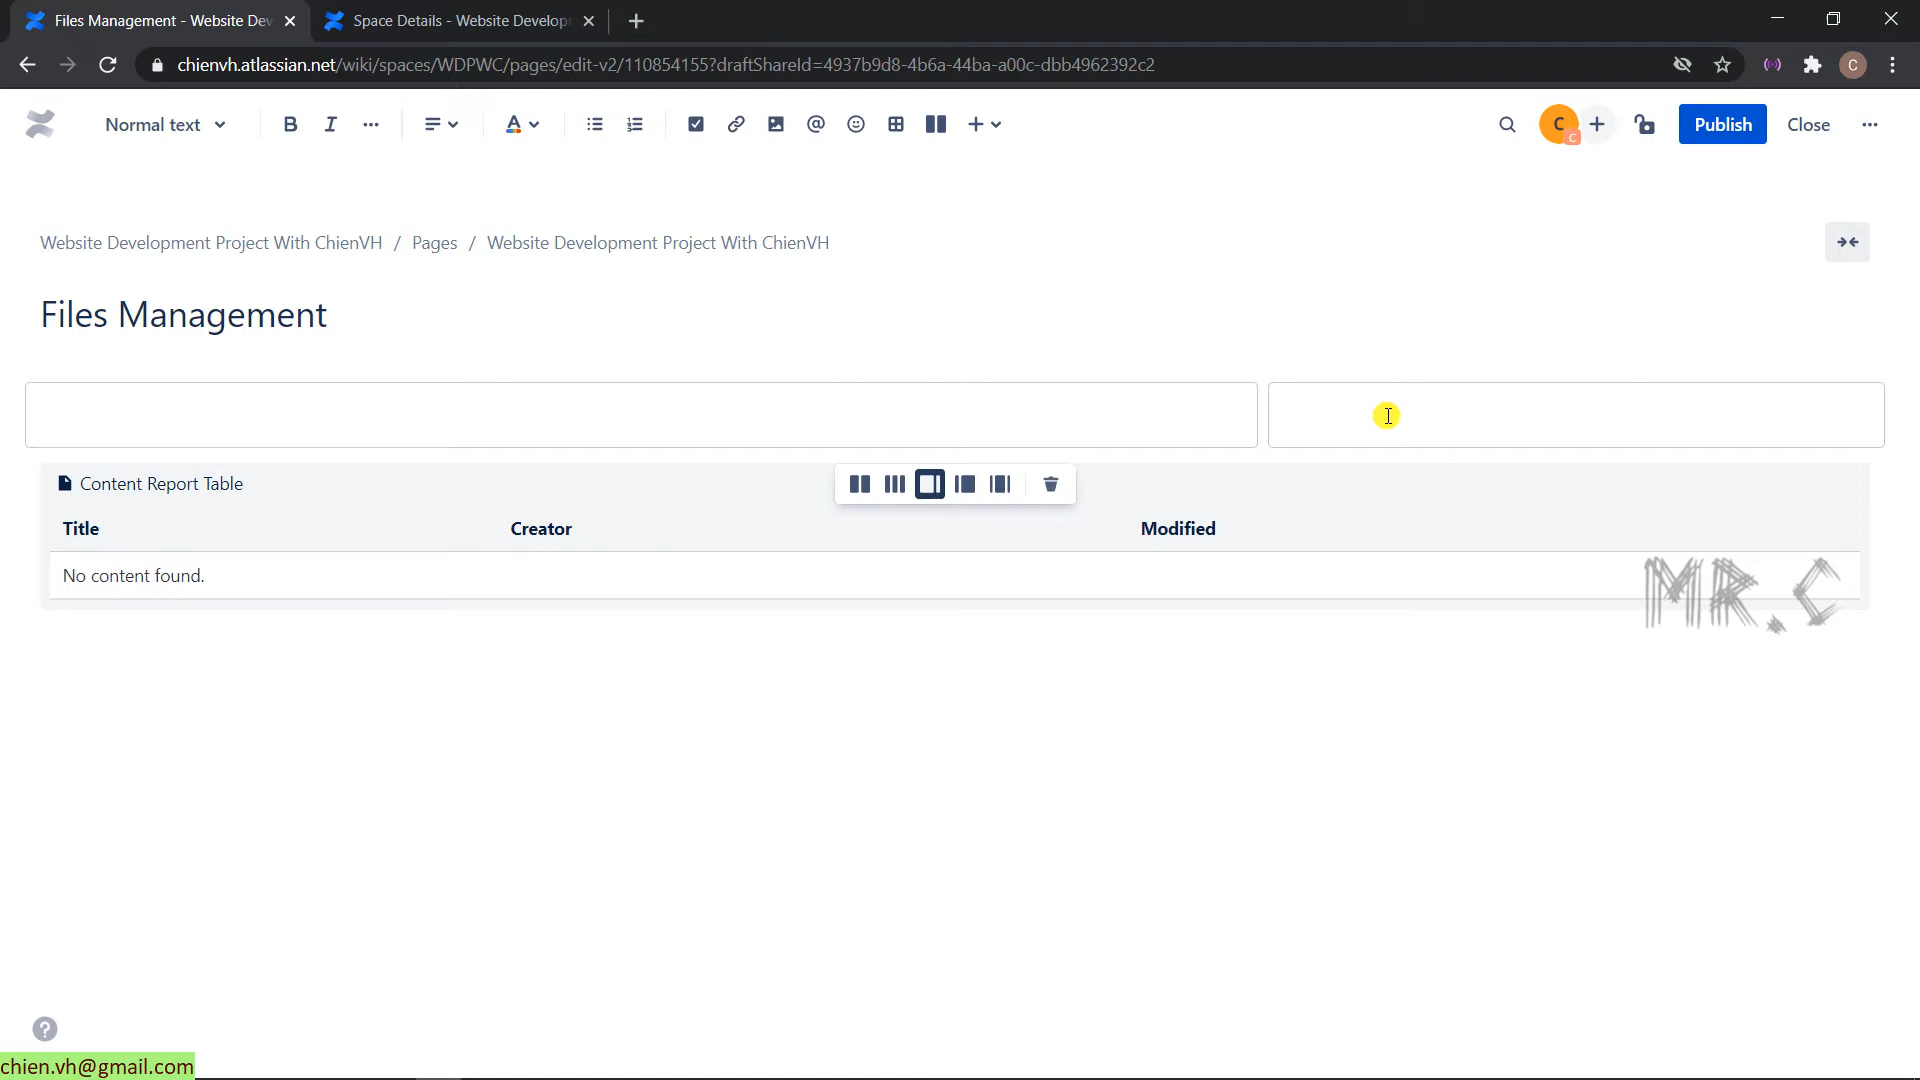 Files Management - Website Dev
Space Details - Website Develop
chienvh.atlassian.net/wiki/spaces/WDPWC/pages/edit-v2/110854155?draftShareId=4937b9d8-4b6a-44ba-a00c-dbb4962392c2
C
Normal text
B I A
C
C
Publish
Close
Website Development Project With ChienVH / Pages / Website Development Project With ChienVH
Files Management
Content Report Table
Title Creator Modified
No content found.
MR.C
?
chien.vh@gmail.com